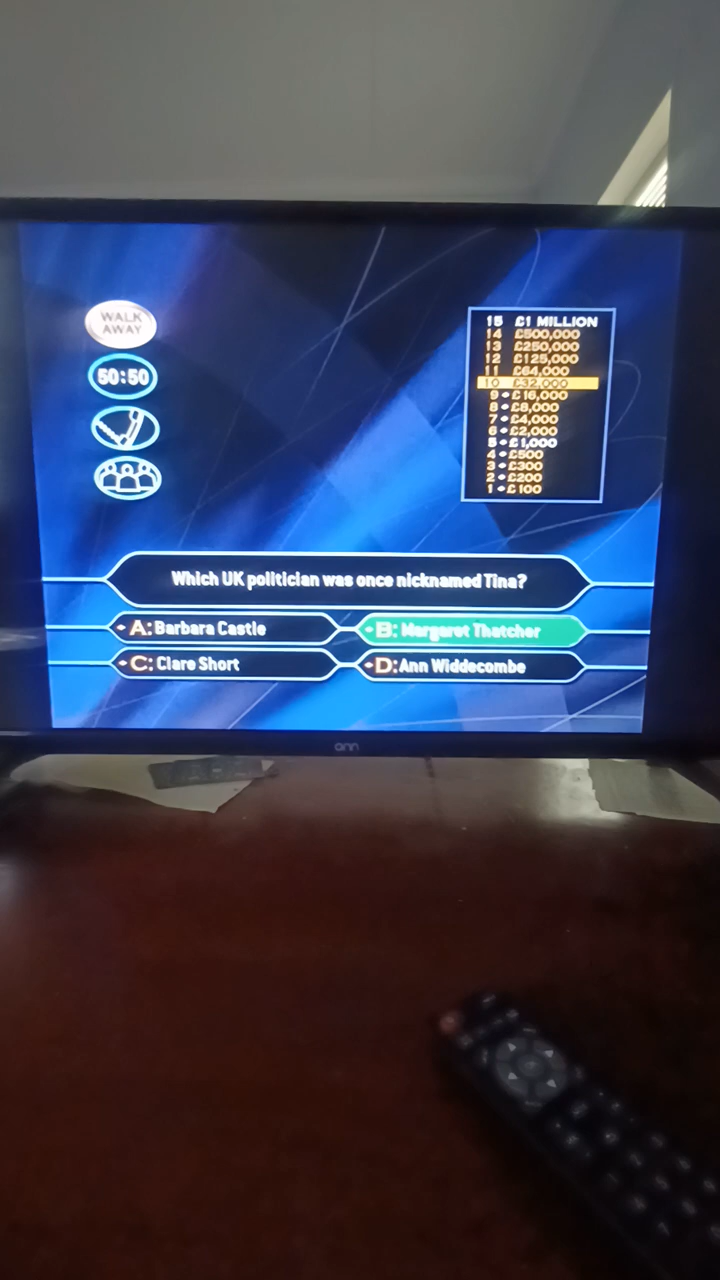 WALK
AWAY
50:50
15 £1 MILLION
14 £500,000
13 £250,000
12 £125,000
11 £64,000
10 £32,000
9 £16,000
8 £8,000
7 £4,000
6 £2,000
5 £1,000
4 £500
3 £300
2 £200
1 £100
Which UK politician was once nicknamed Tina?
A: Barbara Castle
B: Margaret Thatcher
C: Clare Short
D: Ann Widdecombe
onn